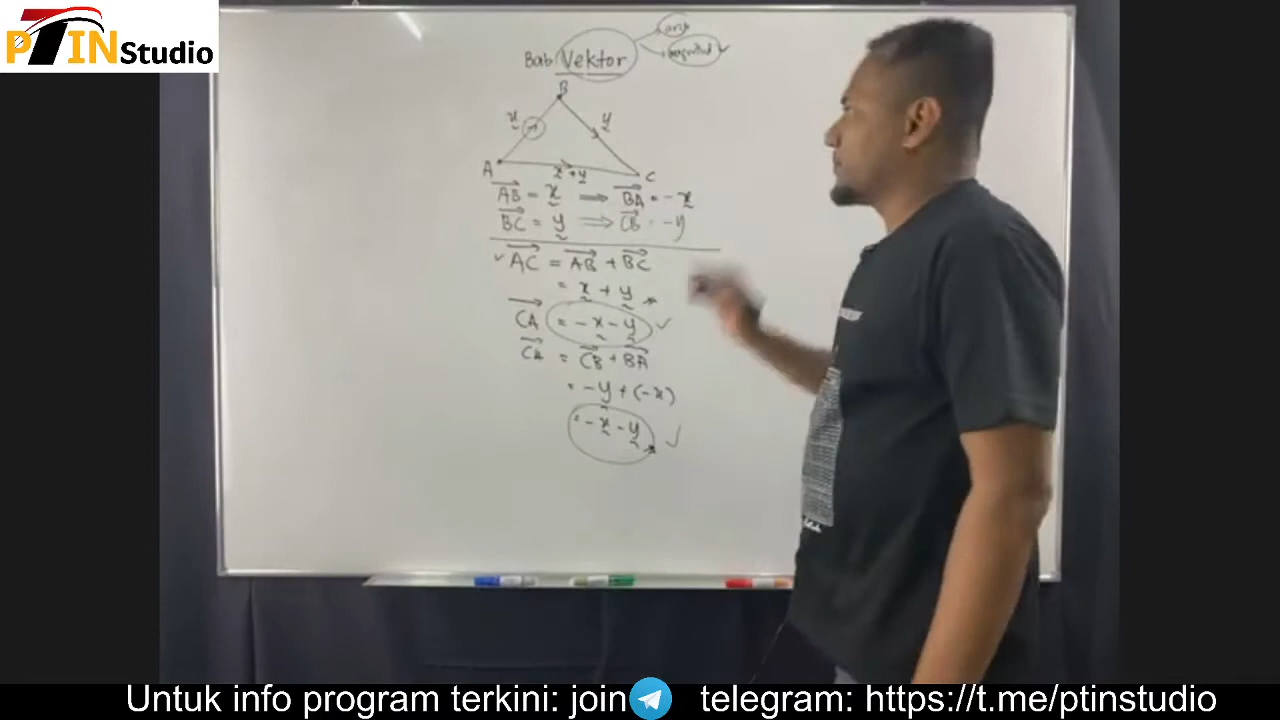 PTIN Studio
arah
Bab Vektor
magnitud
B
x̰ y̰
A x̰ + y̰ C
AB = x̰ ⟹ BA = -x̰
BC = y̰ ⟹ CB = -y
AC = AB + BC
= x̰ + y̰
CA = -x̰ - y̰
CA = CB + BA
= -y̰ + (-x)
= -x̰ - y̰
Untuk info program terkini: join telegram: https://t.me/ptinstudio